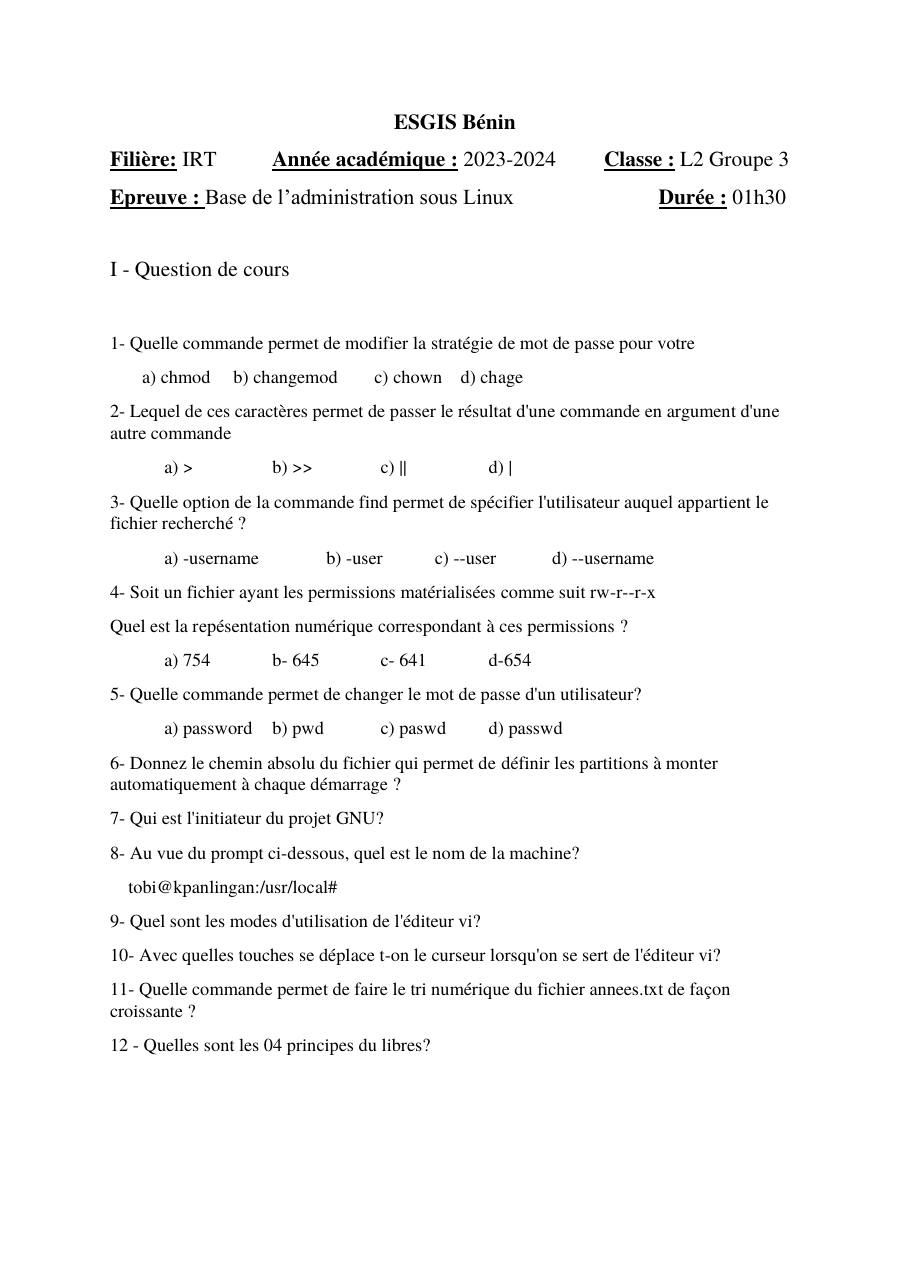 ESGIS Bénin
Filière: IRT Année académique : 2023-2024 Classe : L2 Groupe 3
Epreuve : Base de l’administration sous Linux Durée : 01h30
I - Question de cours
1- Quelle commande permet de modifier la stratégie de mot de passe pour votre
a) chmod b) changemod c) chown d) chage
2- Lequel de ces caractères permet de passer le résultat d'une commande en argument d'une
autre commande
a) > b) >> c) || d) |
3- Quelle option de la commande find permet de spécifier l'utilisateur auquel appartient le
fichier recherché ?
a) -username b) -user c) --user d) --username
4- Soit un fichier ayant les permissions matérialisées comme suit rw-r--r-x
Quel est la repésentation numérique correspondant à ces permissions ?
a) 754 b- 645 c- 641 d-654
5- Quelle commande permet de changer le mot de passe d'un utilisateur?
a) password b) pwd c) paswd d) passwd
6- Donnez le chemin absolu du fichier qui permet de définir les partitions à monter
automatiquement à chaque démarrage ?
7- Qui est l'initiateur du projet GNU?
8- Au vue du prompt ci-dessous, quel est le nom de la machine?
tobi@kpanlingan:/usr/local#
9- Quel sont les modes d'utilisation de l'éditeur vi?
10- Avec quelles touches se déplace t-on le curseur lorsqu'on se sert de l'éditeur vi?
11- Quelle commande permet de faire le tri numérique du fichier annees.txt de façon
croissante ?
12 - Quelles sont les 04 principes du libres?